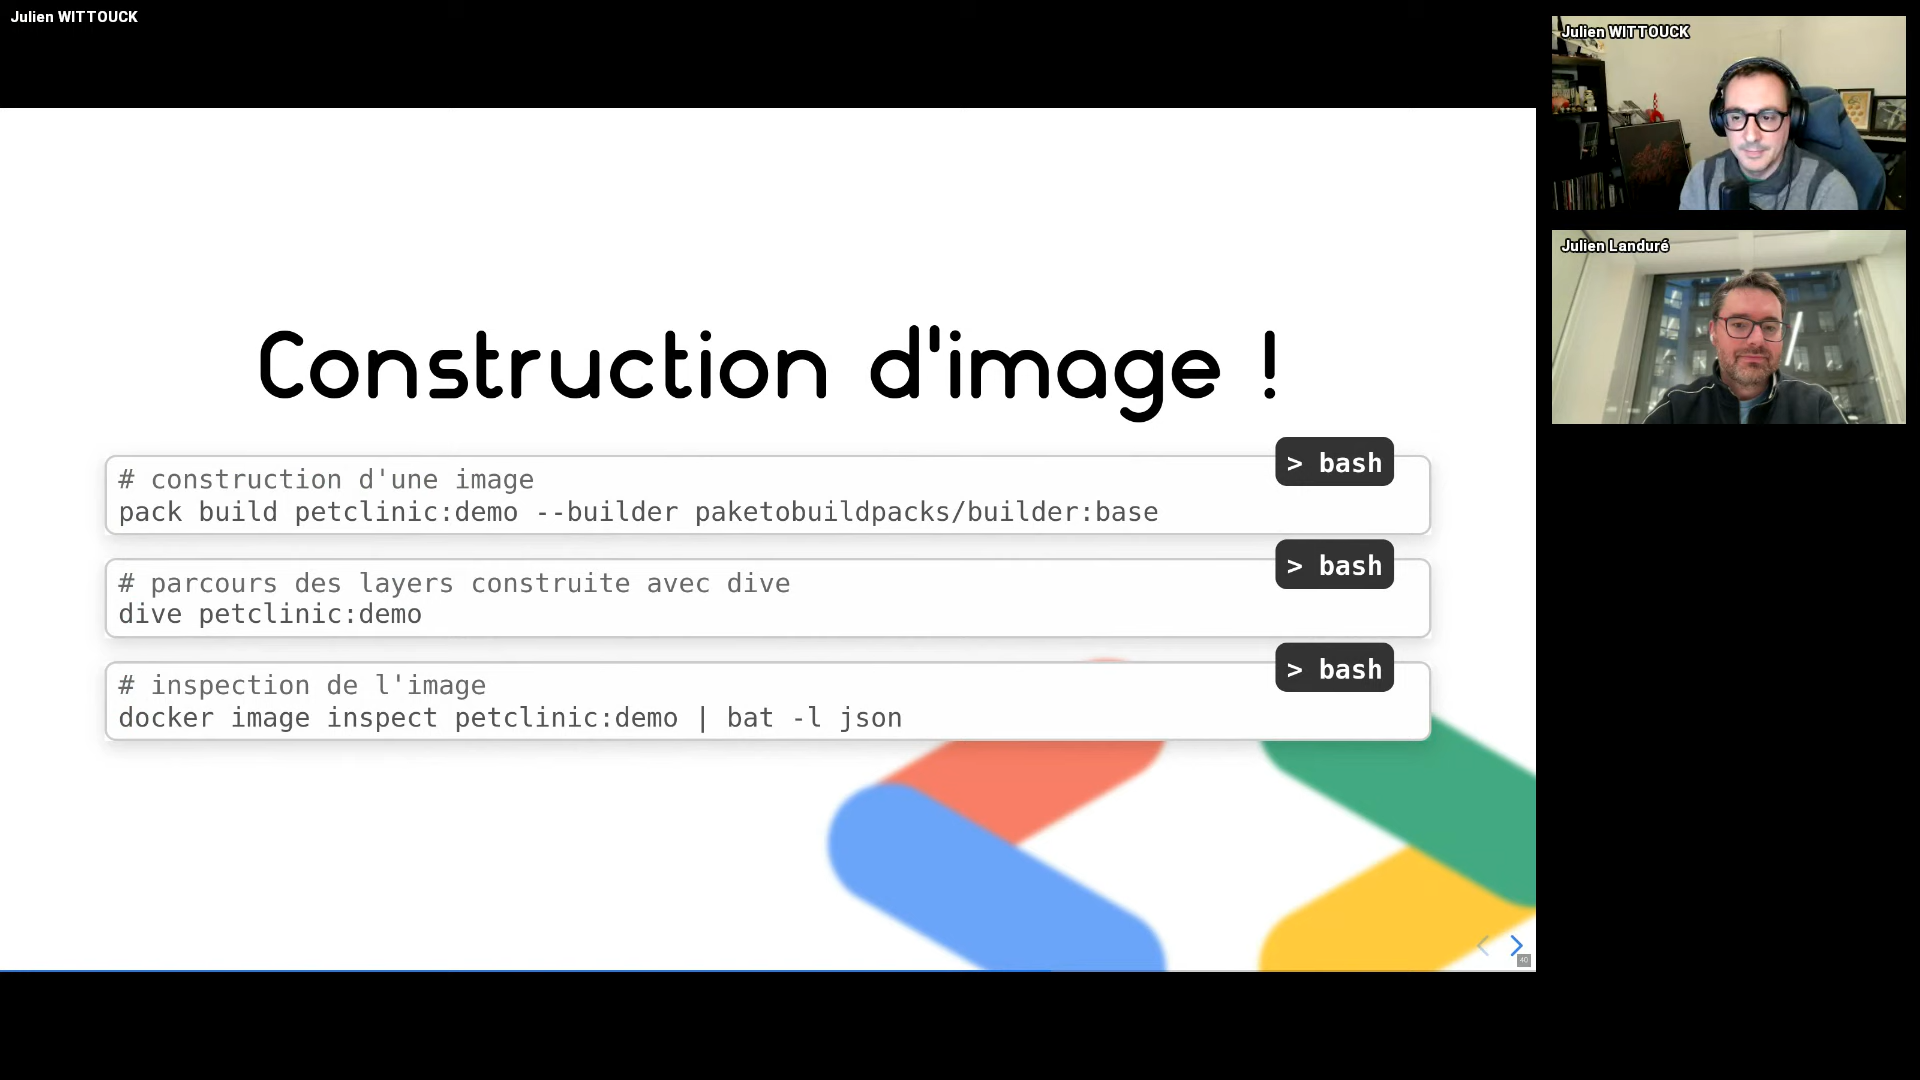 Julien WITTOUCK
Construction d'image !
> bash
# construction d'une image
pack build petclinic:demo --builder paketobuildpacks/builder:base
> bash
# parcours des layers construite avec dive
dive petclinic:demo
> bash
# inspection de l'image
docker image inspect petclinic:demo | bat -l json
40
Julien WITTOUCK
Julien Landuré